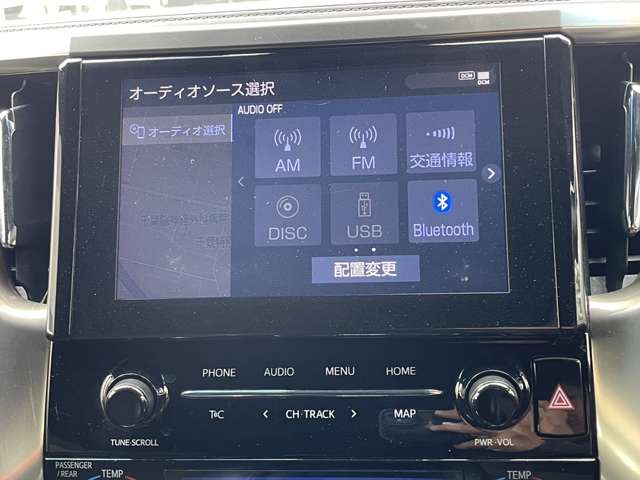 オーディオソース選択
DCM
DCM
AUDIO OFF
オーディオ選択
AM
FM
交通情報
DISC
USB
Bluetooth
配置変更
PHONE AUDIO MENU HOME
T&C < CH·TRACK > MAP
TUNE·SCROLL
PWR·VOL
PASSENGER
/REAR
TEMP
TEMP